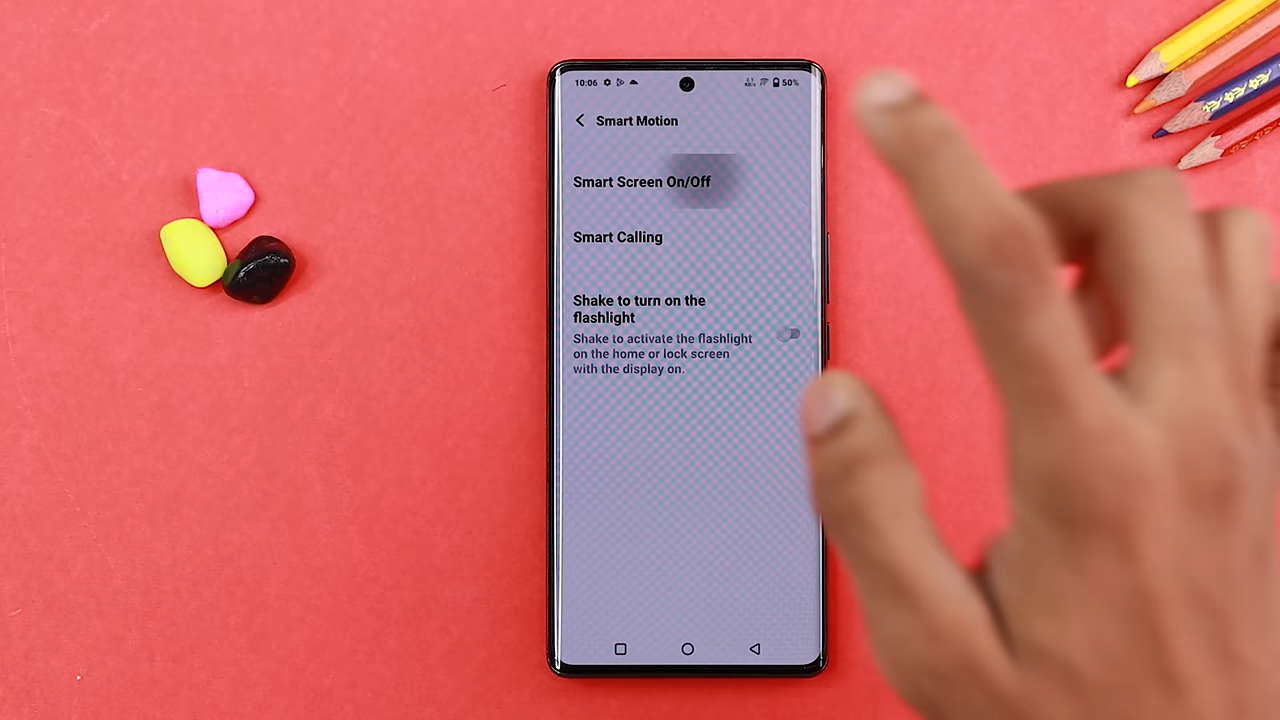 10:06 50%
Smart Motion
Smart Screen On/Off
Smart Calling
Shake to turn on the
flashlight
Shake to activate the flashlight
on the home or lock screen
with the display on.